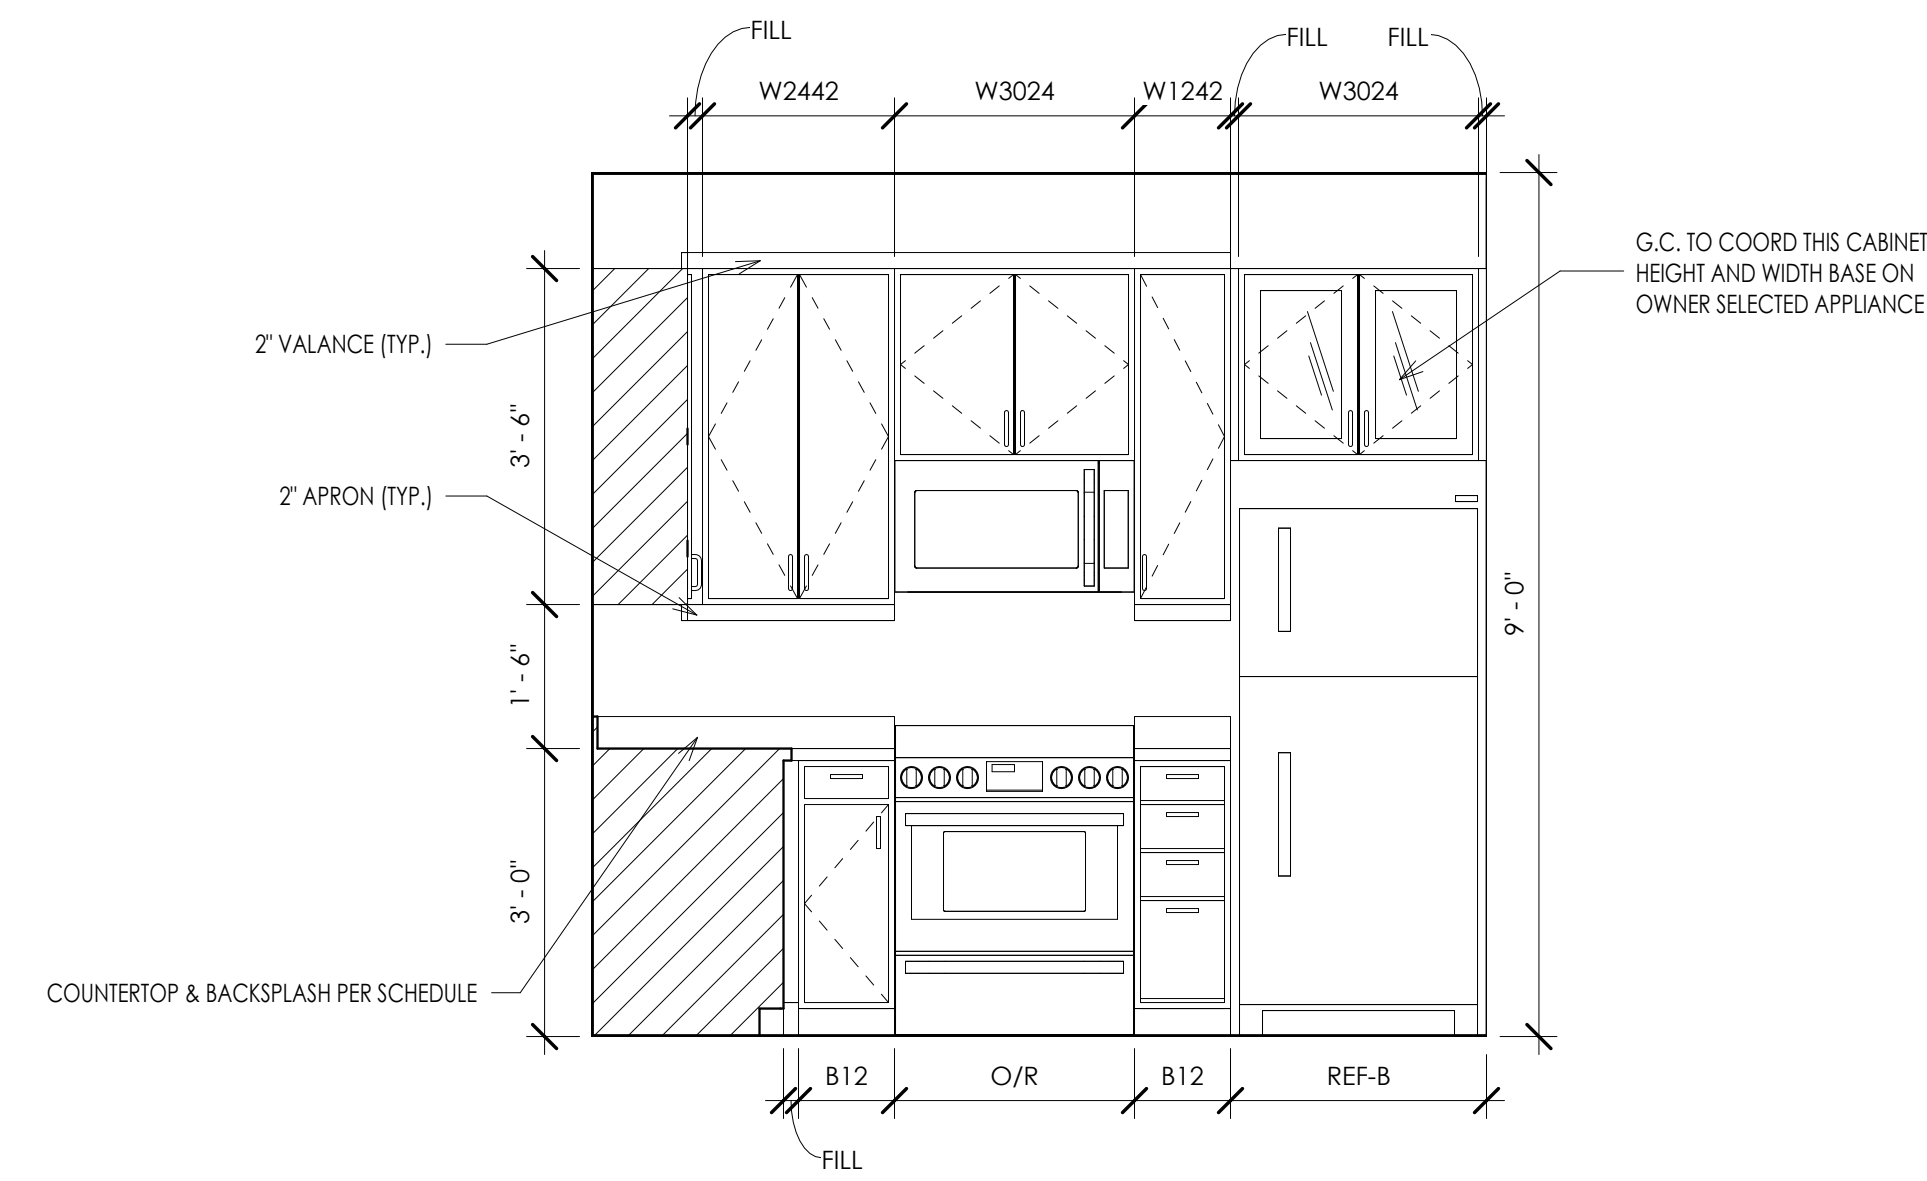 FILL
FILL
FILL
W2442
W3024
W1242
W3024
G.C. TO COORD THIS CABINET
HEIGHT AND WIDTH BASE ON
OWNER SELECTED APPLIANCE
2" VALANCE (TYP.)
3' - 6"
2" APRON (TYP.)
9' - 0"
1' - 6"
3' - 0"
COUNTERTOP & BACKSPLASH PER SCHEDULE
B12
O/R
B12
REF-B
FILL